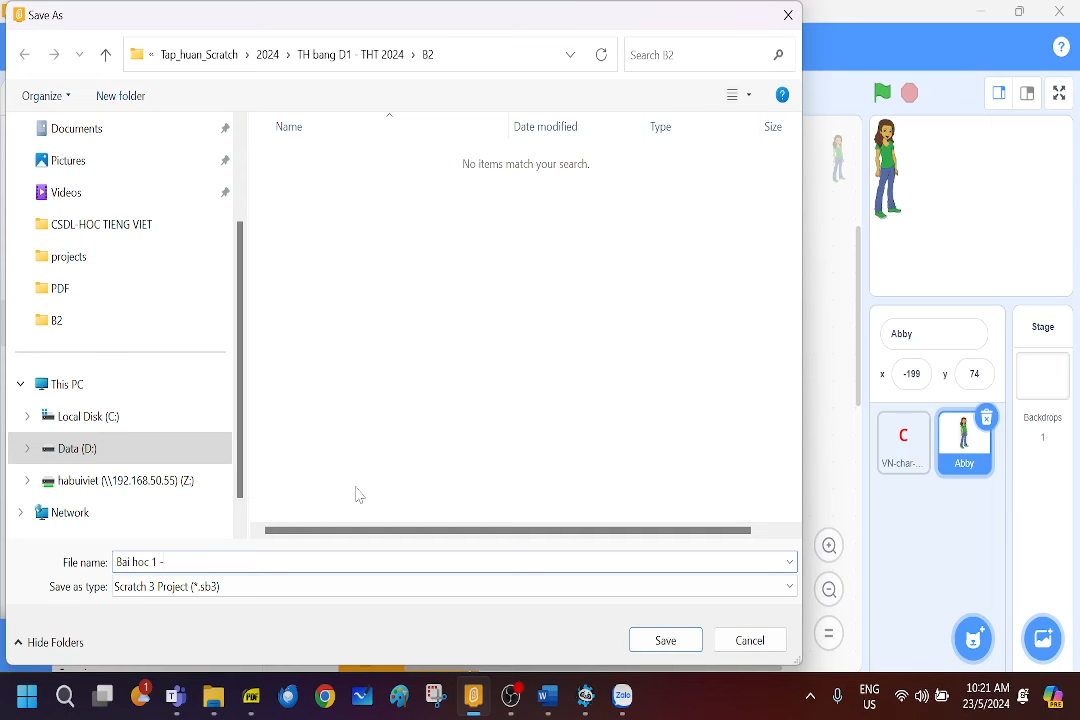 Save As
« Tap_huan_Scratch › 2024 › TH bang D1 - THT 2024 › B2
Search B2
Organize
New folder
Documents
Pictures
Videos
CSDL-HOC TIENG VIET
projects
PDF
B2
This PC
Local Disk (C:)
Data (D:)
habuiviet (\\192.168.50.55) (Z:)
Network
Name
Date modified
Type
Size
No items match your search.
File name: Bai hoc 1 -
Save as type: Scratch 3 Project (*.sb3)
Hide Folders
Save
Cancel
Abby
x -199 y 74
C
VN-char-...
Abby
Stage
Backdrops
1
ENG
US
10:21 AM
23/5/2024
1
PDF
Zalo
PRE